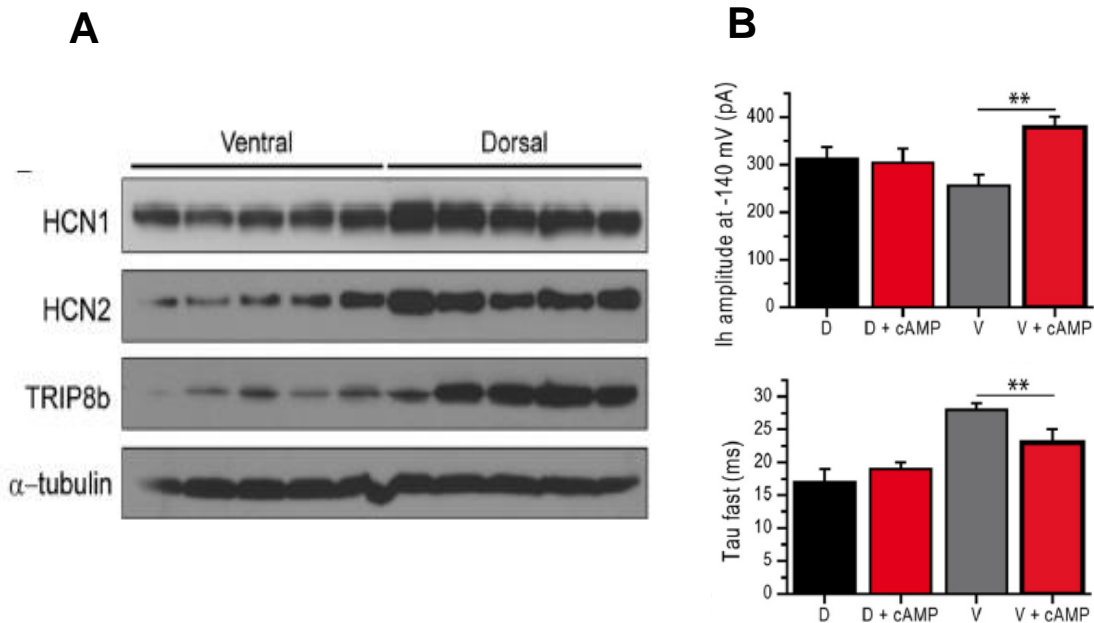 A
Ventral Dorsal
–
HCN1
HCN2
TRIP8b
α–tubulin
B
Ih amplitude at -140 mV (pA)
400
300
200
100
0
**
D D + cAMP V V + cAMP
Tau fast (ms)
30
25
20
15
10
5
0
**
D D + cAMP V V + cAMP